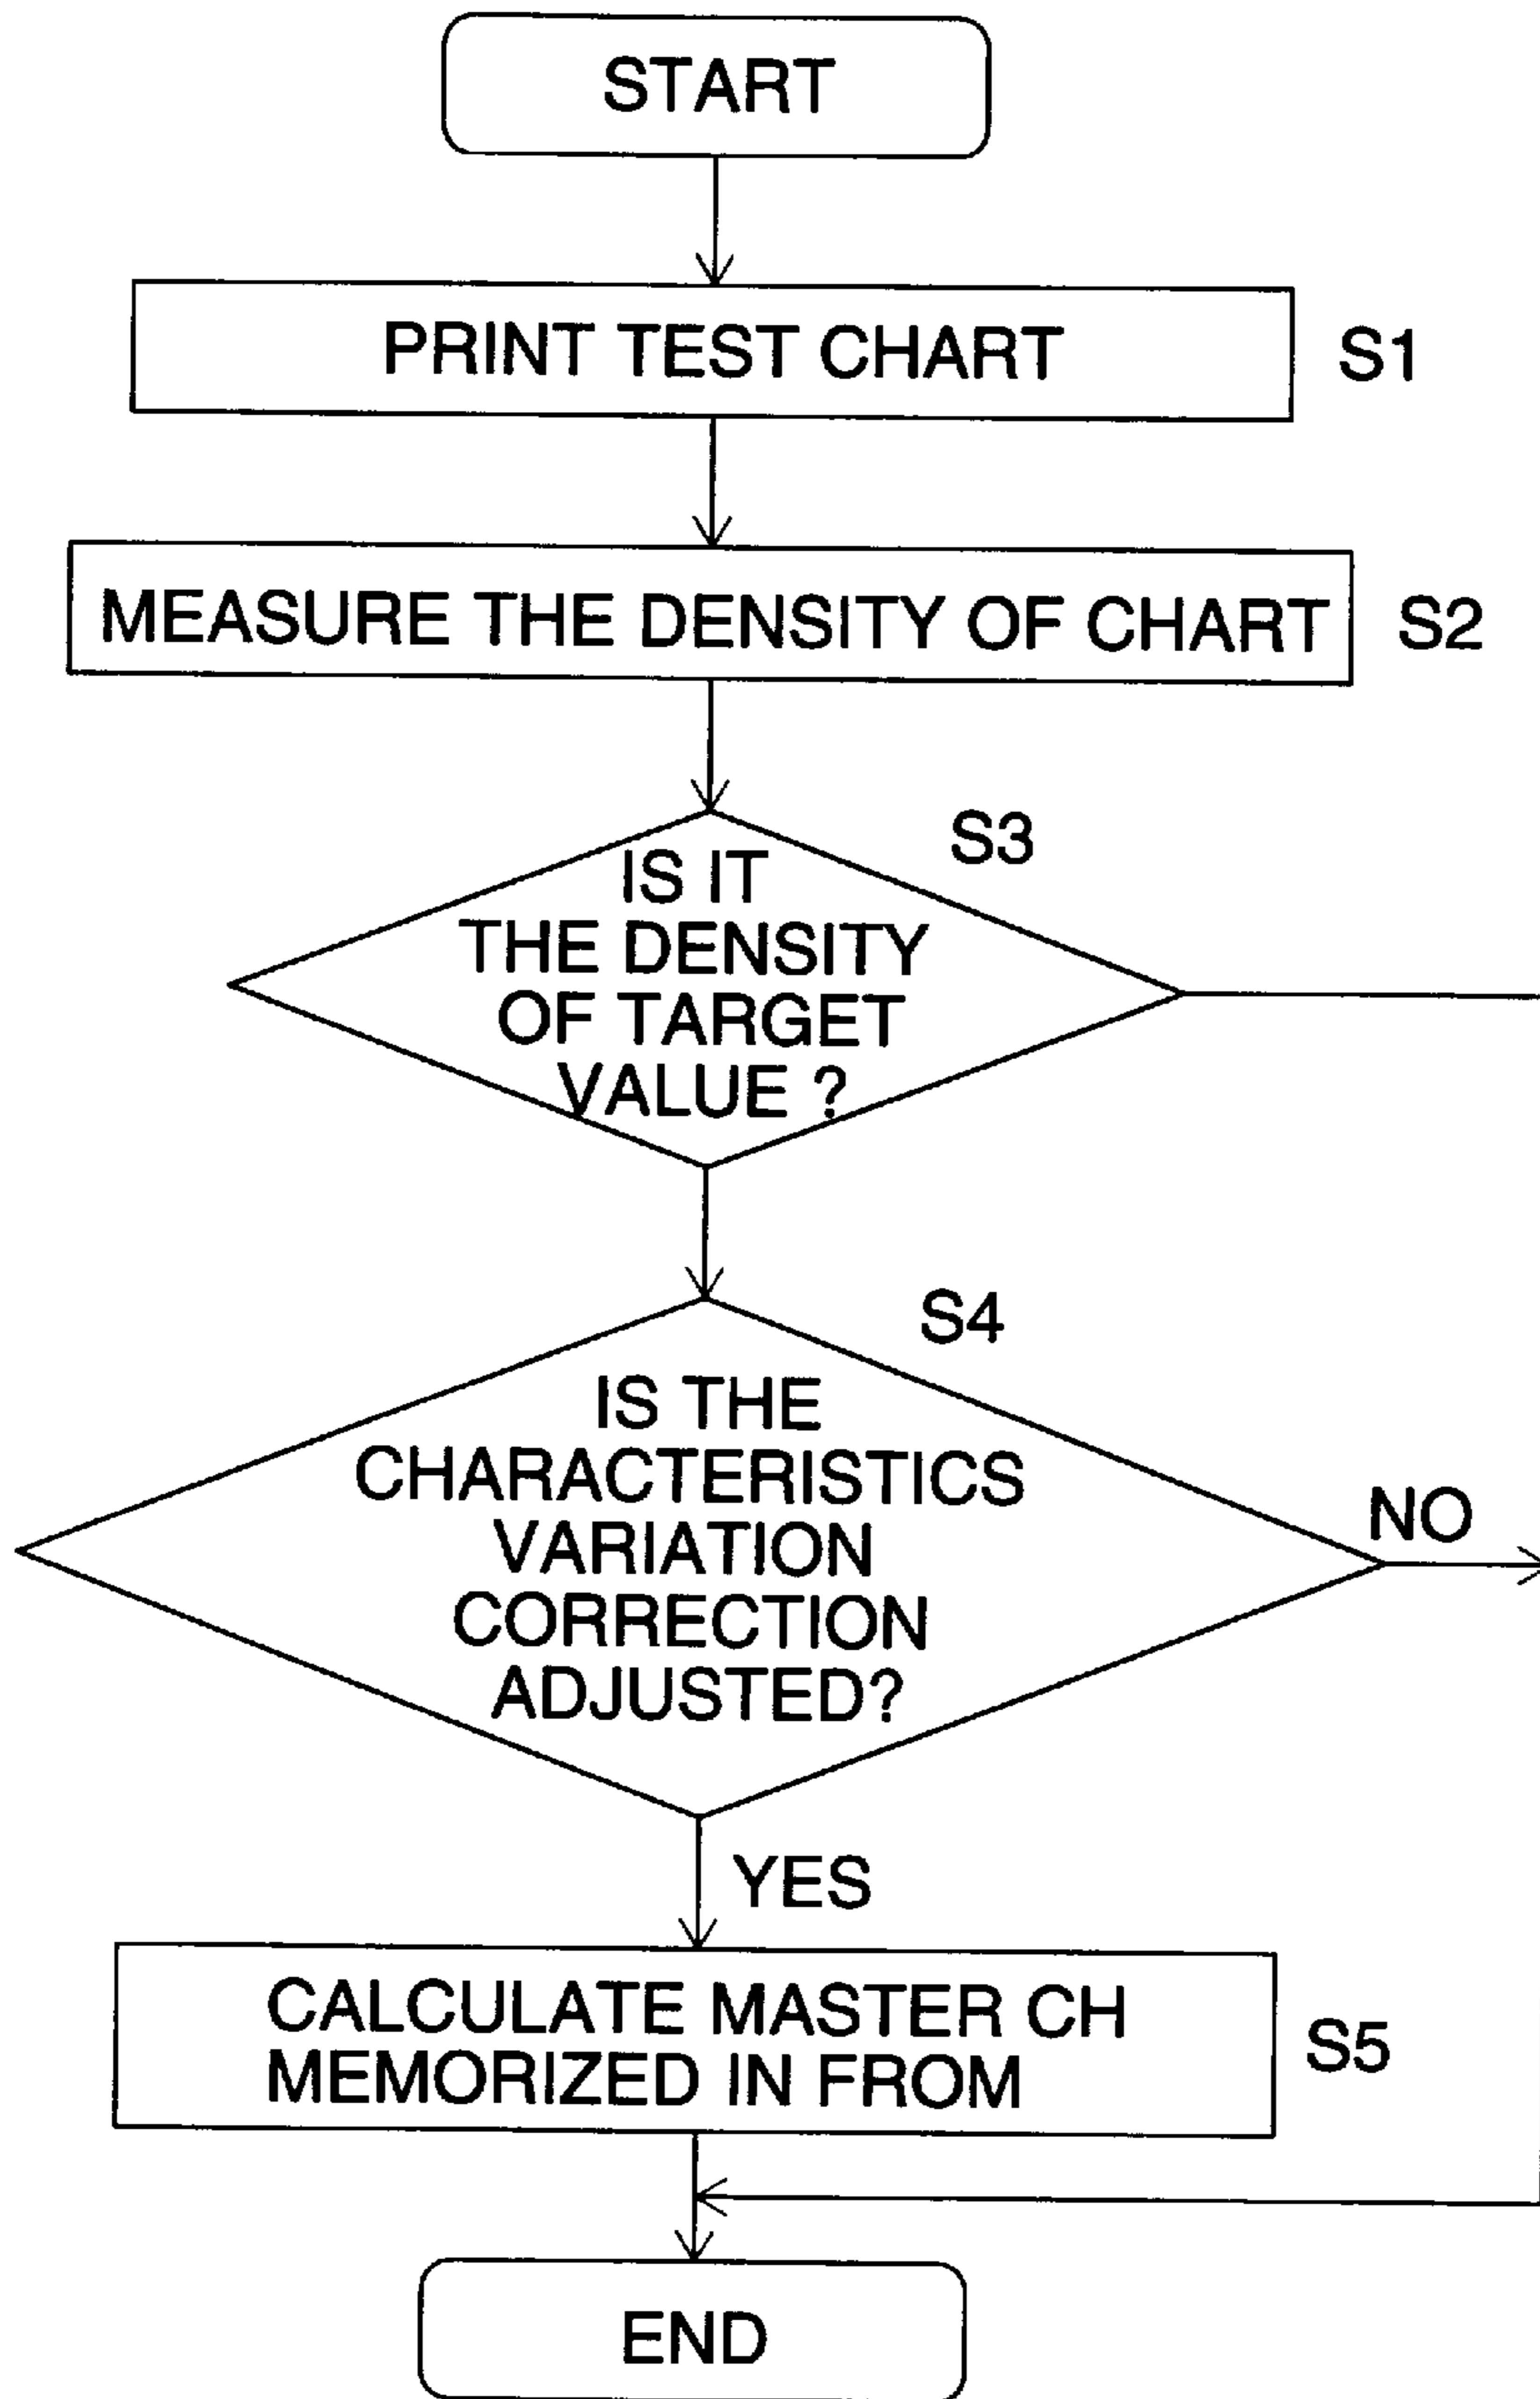 START
PRINT TEST CHART
S1
MEASURE THE DENSITY OF CHART
S2
S3
IS IT
THE DENSITY
OF TARGET
VALUE ?
S4
IS THE
CHARACTERISTICS
VARIATION
CORRECTION
ADJUSTED?
NO
YES
CALCULATE MASTER CH
MEMORIZED IN FROM
S5
END